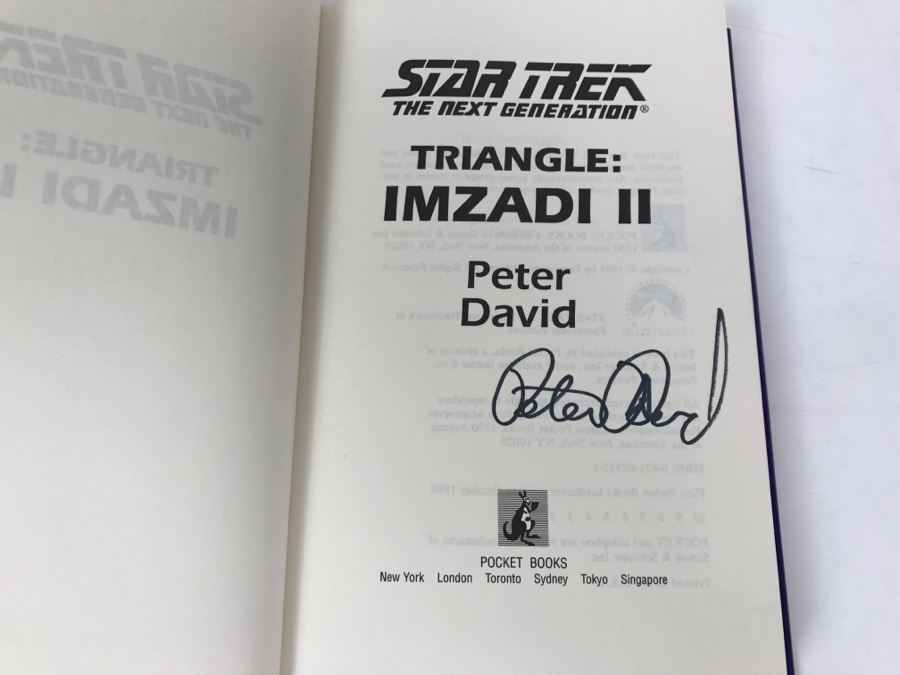 STAR TREK
THE NEXT GENERATION®
TRIANGLE:
IMZADI II
Peter
David
Peter David
POCKET BOOKS
New York London Toronto Sydney Tokyo Singapore